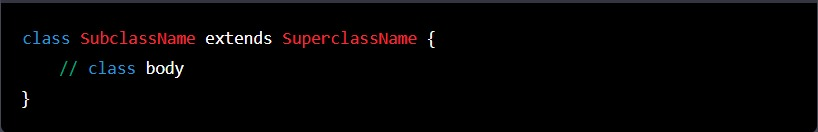 class SubclassName extends SuperclassName {
    // class body
}